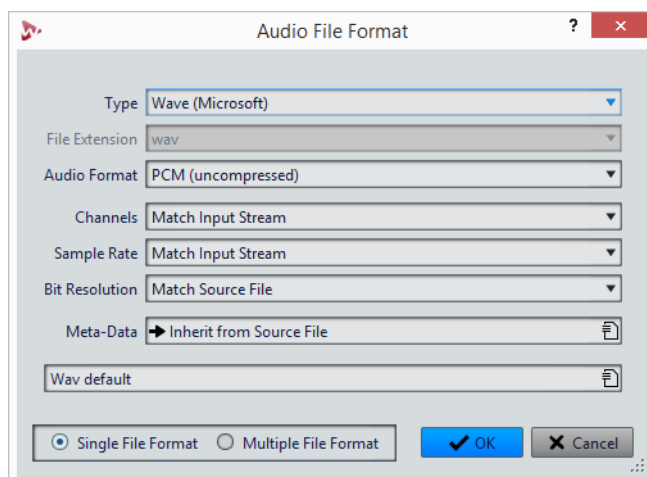 Audio File Format
?
Type Wave (Microsoft)
File Extension wav
Audio Format PCM (uncompressed)
Channels Match Input Stream
Sample Rate Match Input Stream
Bit Resolution Match Source File
Meta-Data Inherit from Source File
Wav default
Single File Format Multiple File Format OK Cancel